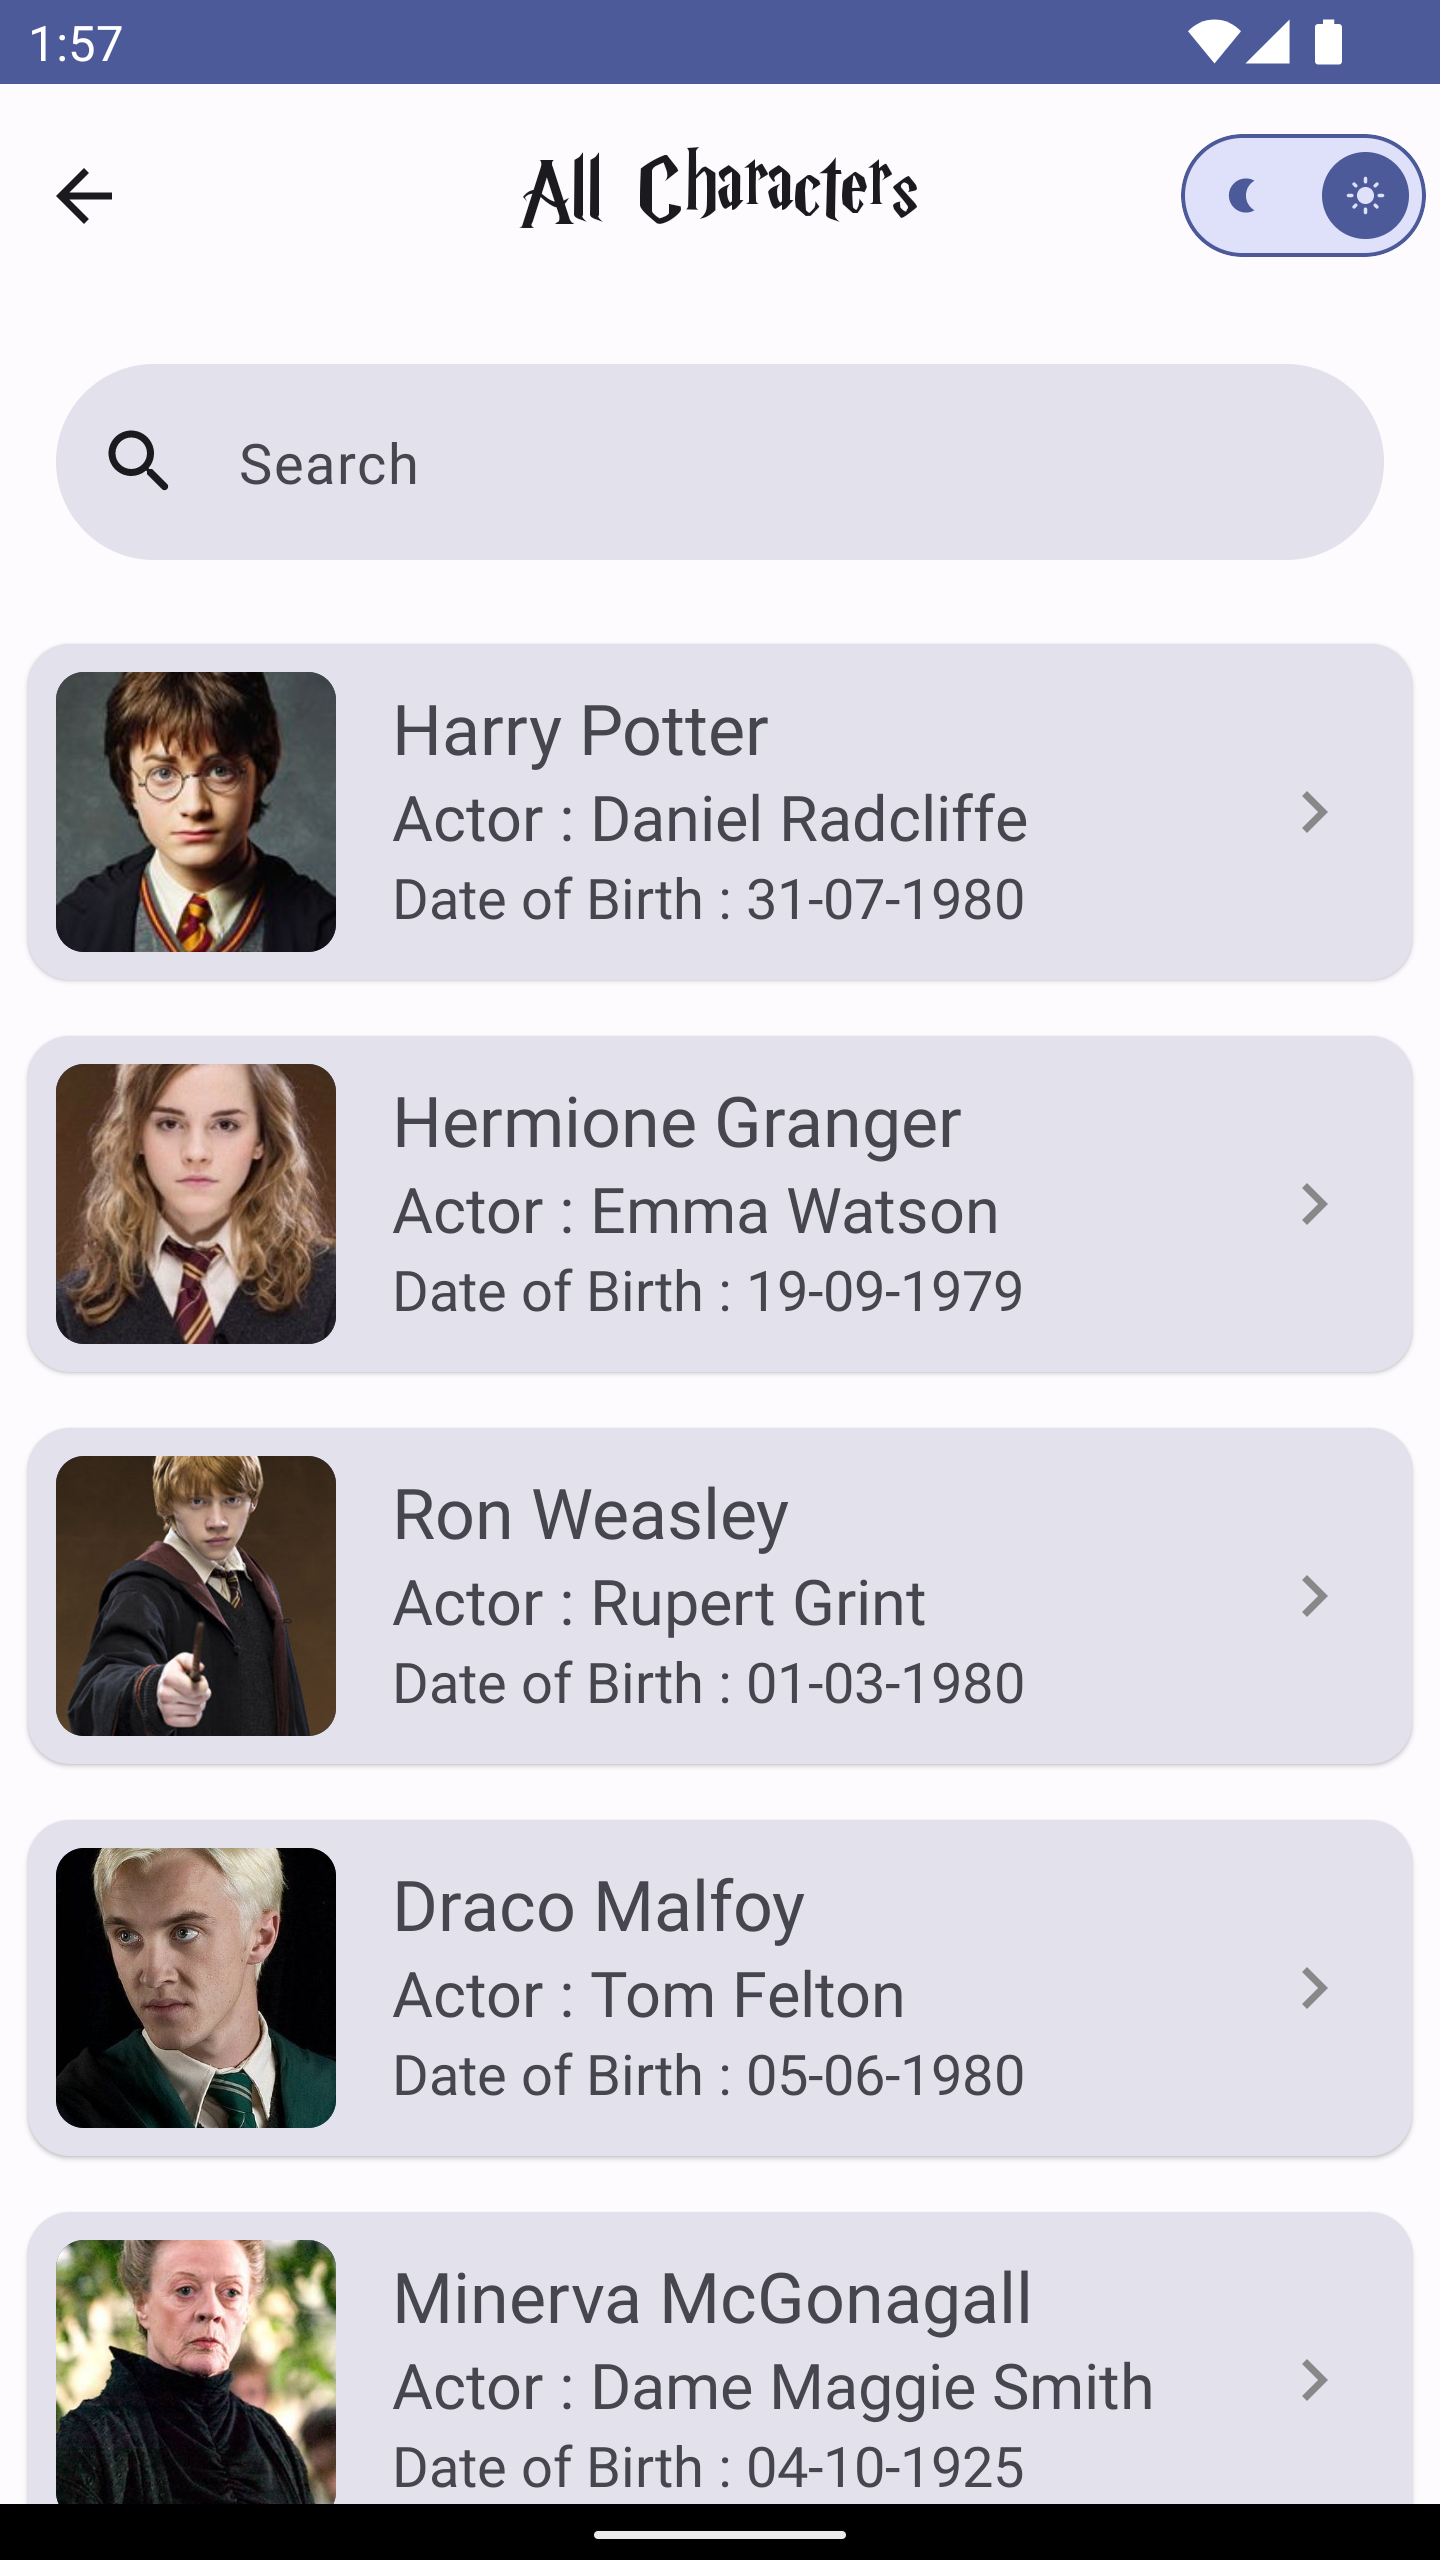 1:57
All Characters
Search
Harry Potter
Actor : Daniel Radcliffe
Date of Birth : 31-07-1980
Hermione Granger
Actor : Emma Watson
Date of Birth : 19-09-1979
Ron Weasley
Actor : Rupert Grint
Date of Birth : 01-03-1980
Draco Malfoy
Actor : Tom Felton
Date of Birth : 05-06-1980
Minerva McGonagall
Actor : Dame Maggie Smith
Date of Birth : 04-10-1925